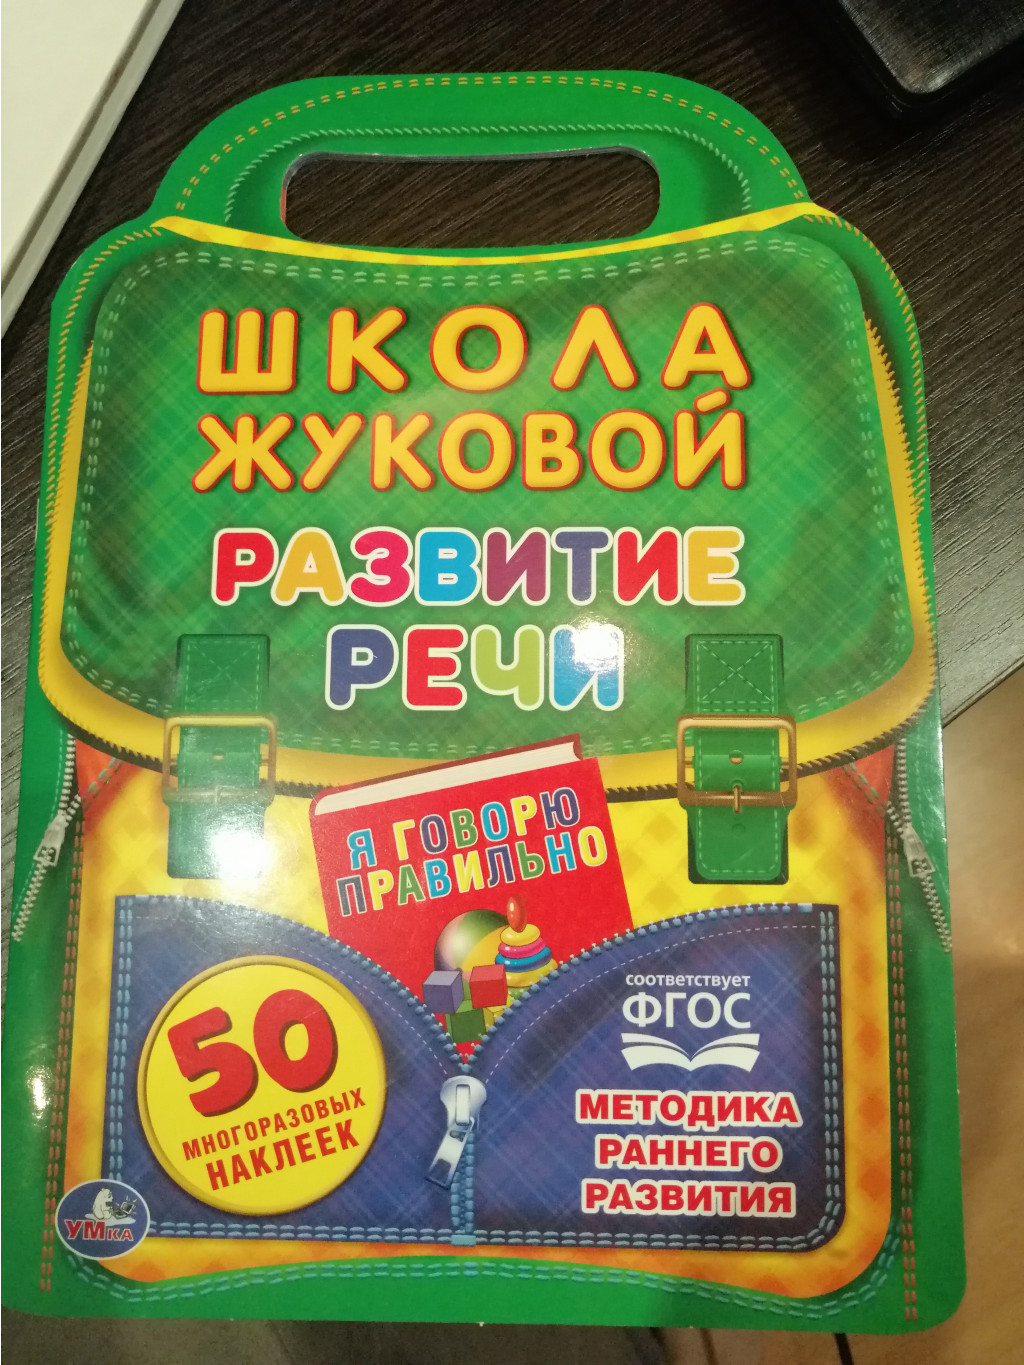 ШКОЛА
ЖУКОВОЙ
РАЗВИТИЕ
РЕЧИ
Я ГОВОРЮ
ПРАВИЛЬНО
50
МНОГОРАЗОВЫХ
НАКЛЕЕК
соответствует
ФГОС
МЕТОДИКА
РАННЕГО
РАЗВИТИЯ
УМка